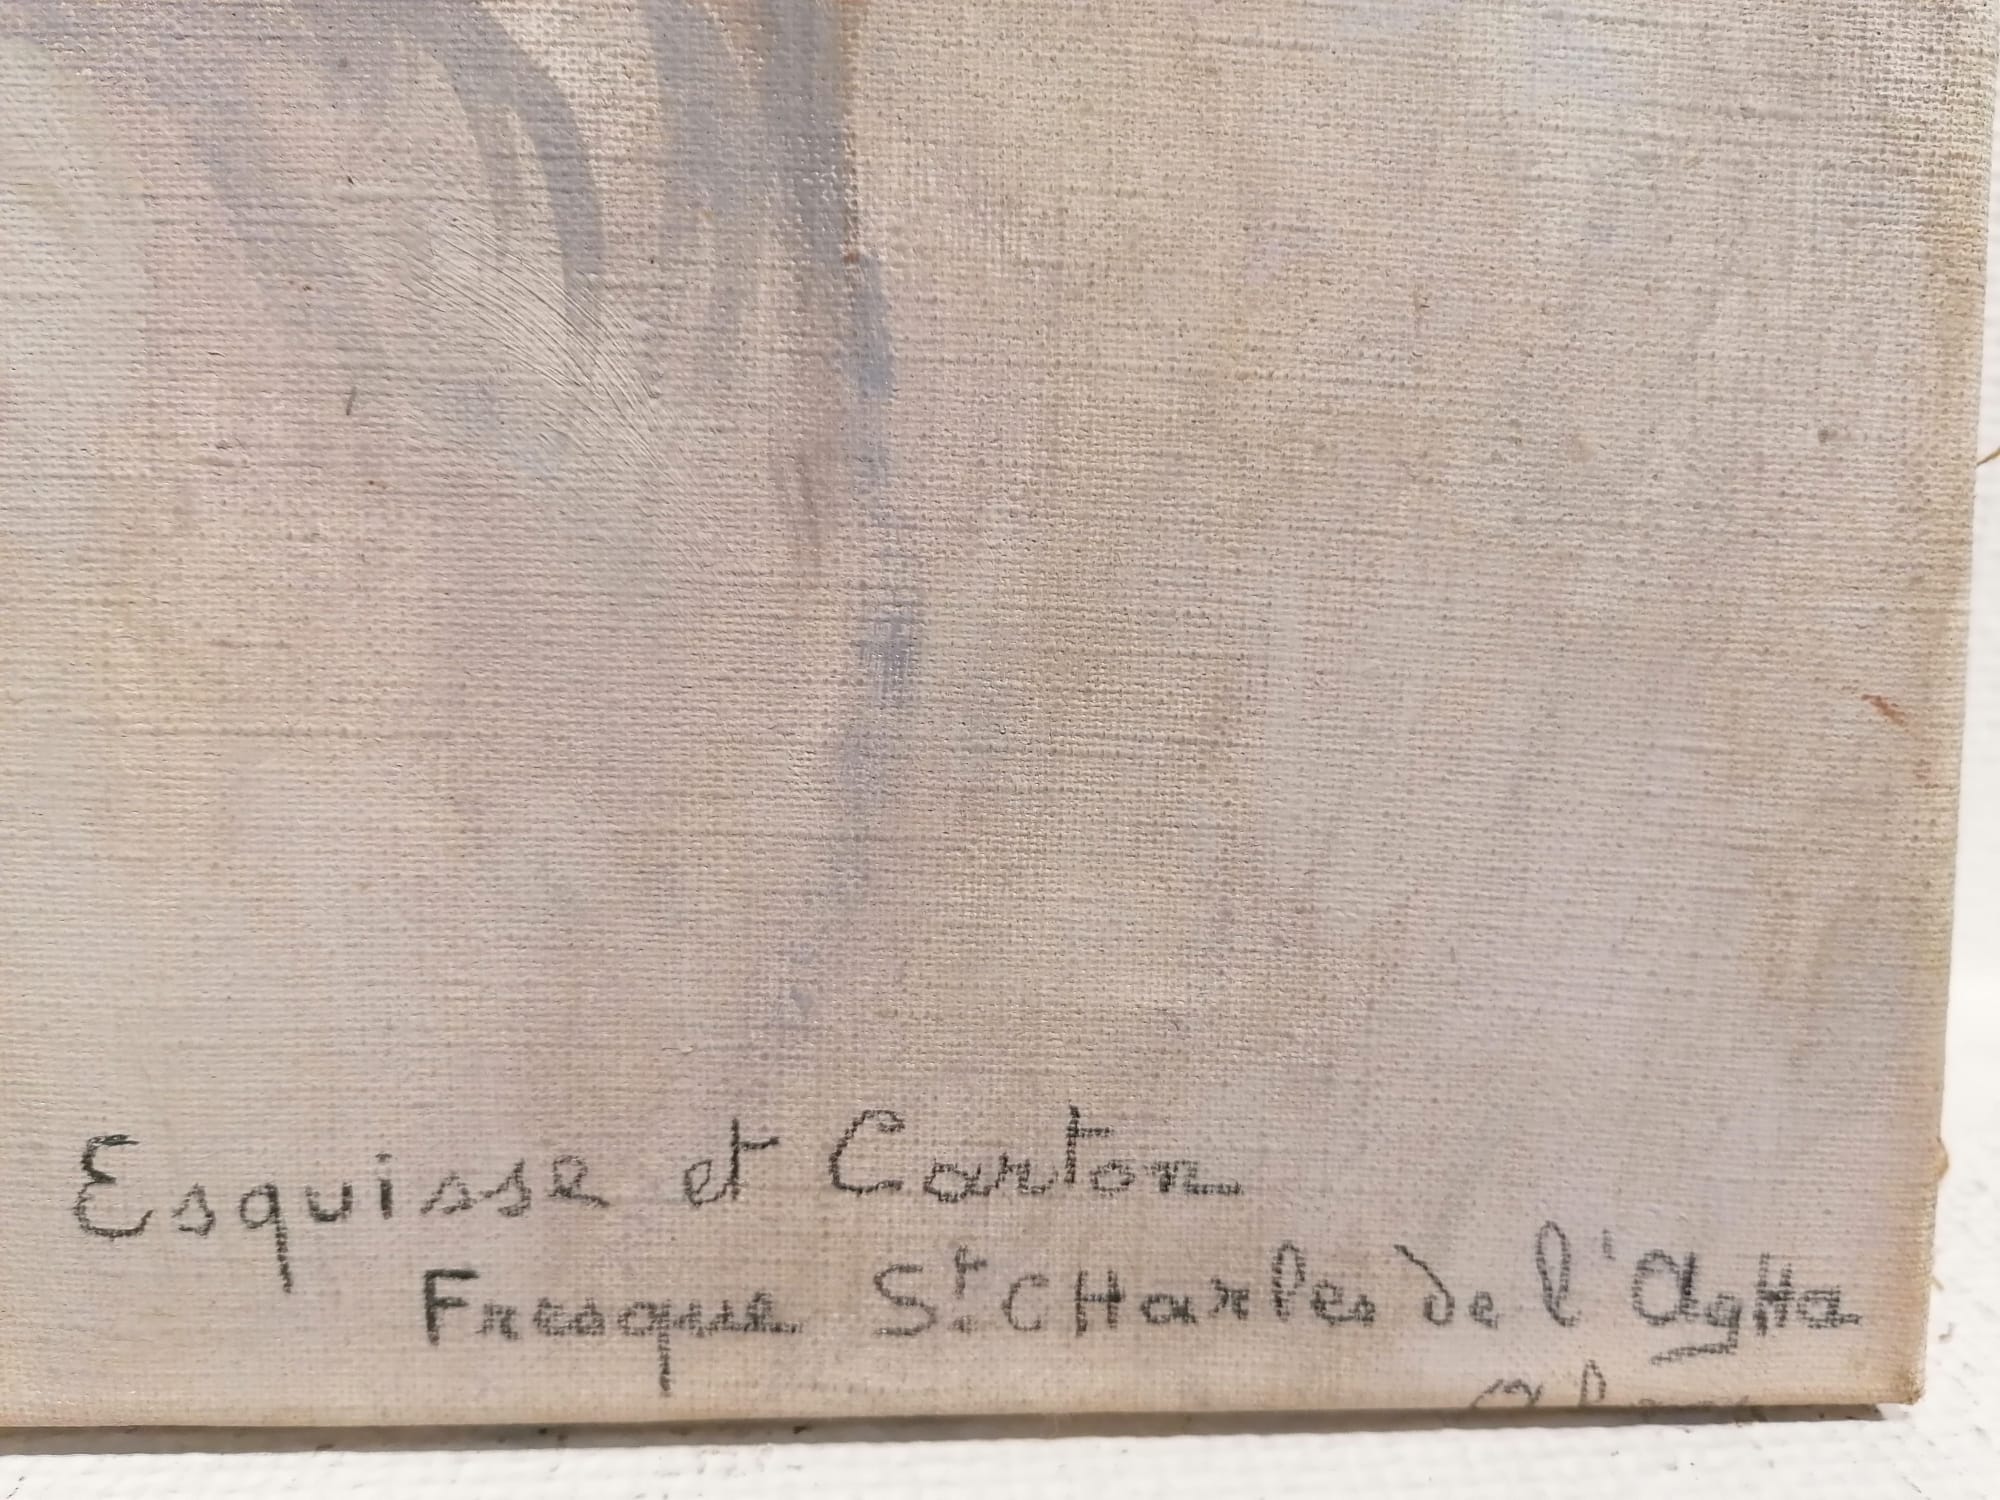 Esquisse et Carton
Fresque St CHarles de l'AgHa